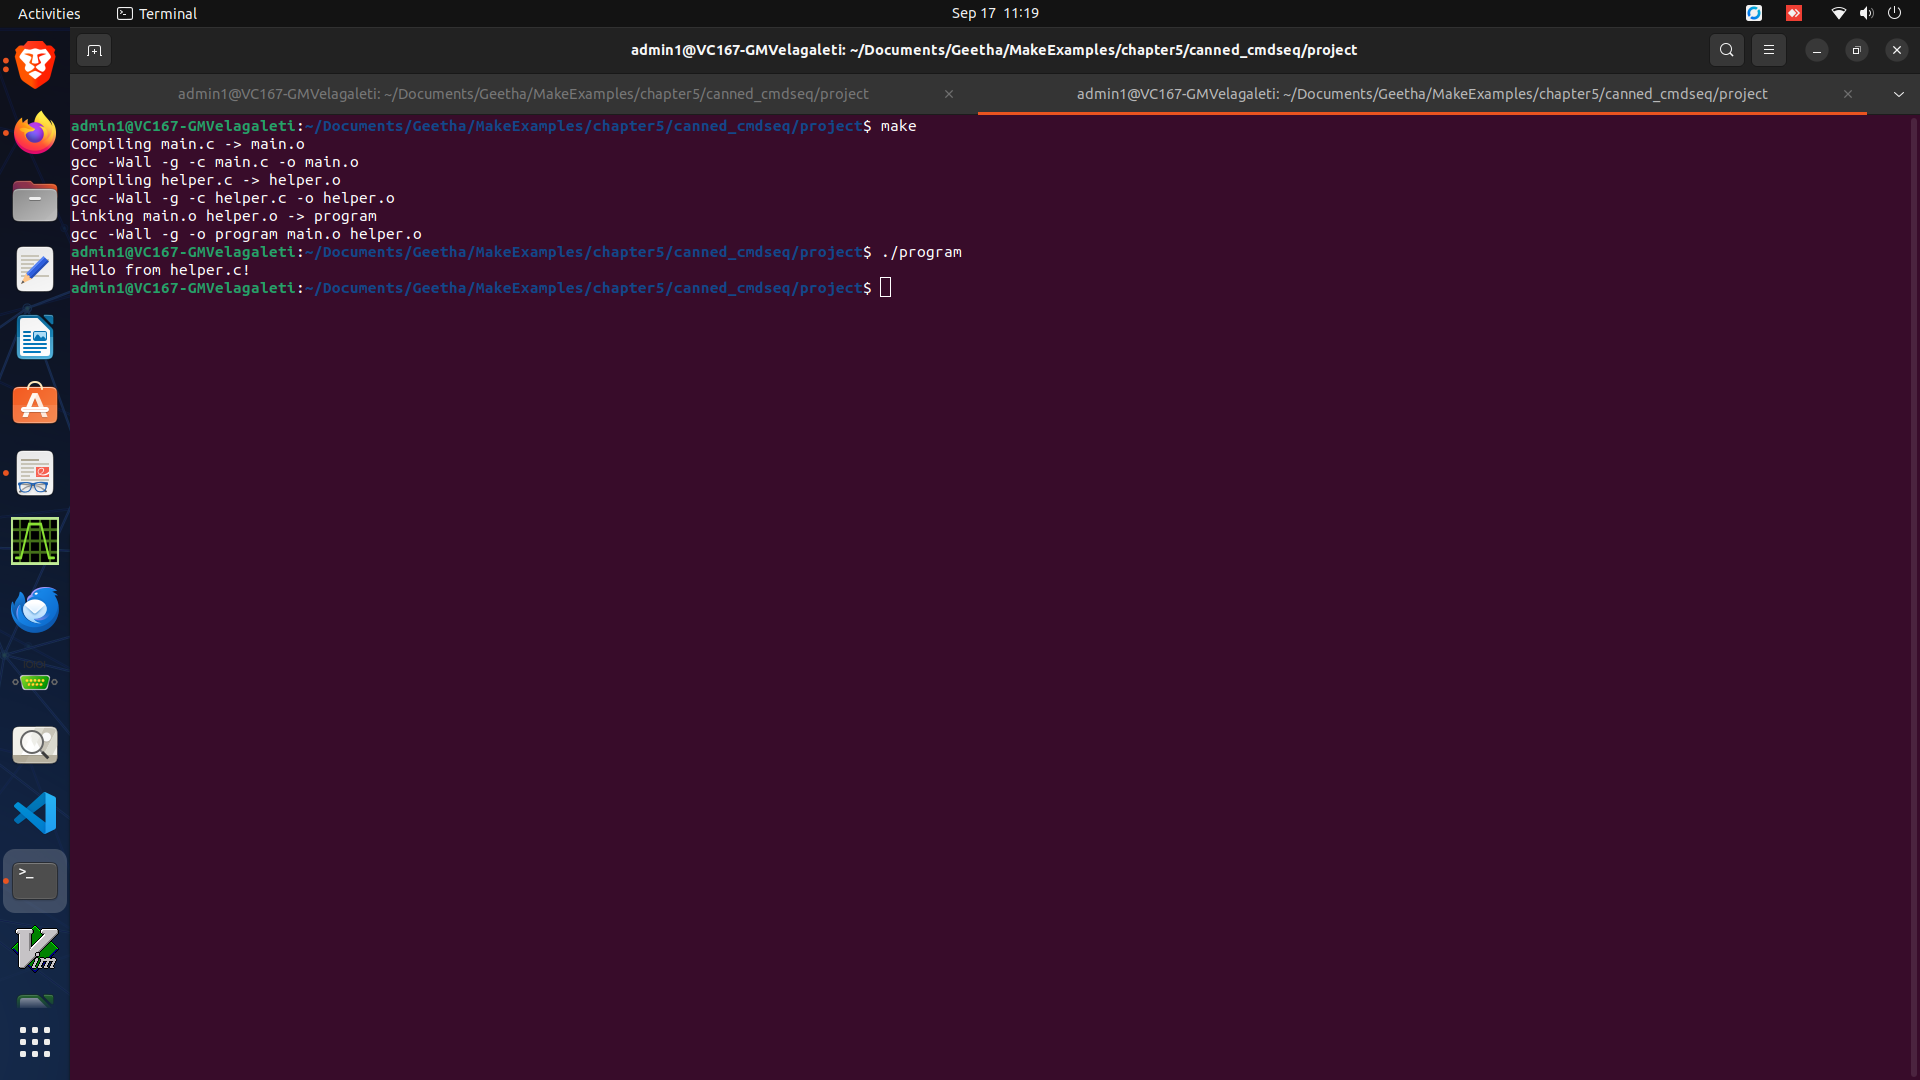 Activities
Terminal
Sep 17 11:19
admin1@VC167-GMVelagaleti: ~/Documents/Geetha/MakeExamples/chapter5/canned_cmdseq/project
admin1@VC167-GMVelagaleti: ~/Documents/Geetha/MakeExamples/chapter5/canned_cmdseq/project
admin1@VC167-GMVelagaleti: ~/Documents/Geetha/MakeExamples/chapter5/canned_cmdseq/project
admin1@VC167-GMVelagaleti:~/Documents/Geetha/MakeExamples/chapter5/canned_cmdseq/project$ make
Compiling main.c -> main.o
gcc -Wall -g -c main.c -o main.o
Compiling helper.c -> helper.o
gcc -Wall -g -c helper.c -o helper.o
Linking main.o helper.o -> program
gcc -Wall -g -o program main.o helper.o
admin1@VC167-GMVelagaleti:~/Documents/Geetha/MakeExamples/chapter5/canned_cmdseq/project$ ./program
Hello from helper.c!
admin1@VC167-GMVelagaleti:~/Documents/Geetha/MakeExamples/chapter5/canned_cmdseq/project$
>_
Vim